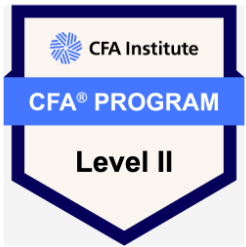 CFA Institute
CFA® PROGRAM
Level II